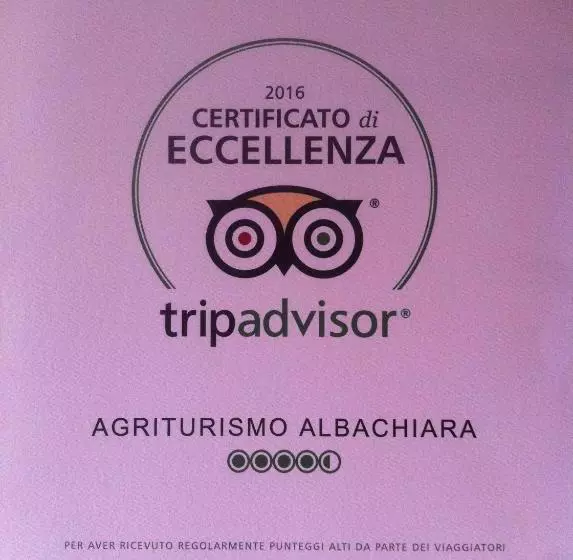 2016
CERTIFICATO di
ECCELLENZA
®
tripadvisor®
AGRITURISMO ALBACHIARA
PER AVER RICEVUTO REGOLARMENTE PUNTEGGI ALTI DA PARTE DEI VIAGGIATORI